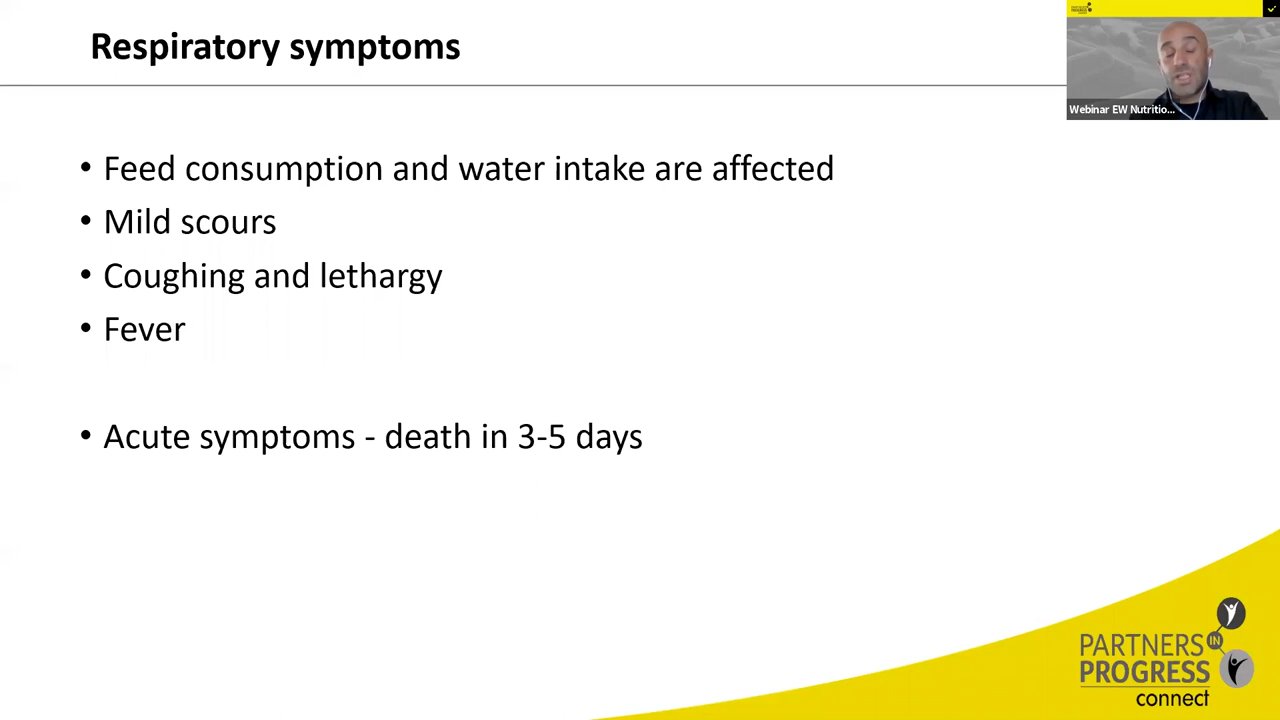 Respiratory symptoms
Webinar EW Nutritio...
• Feed consumption and water intake are affected
• Mild scours
• Coughing and lethargy
• Fever
• Acute symptoms - death in 3-5 days
PARTNERS IN
PROGRESS
connect